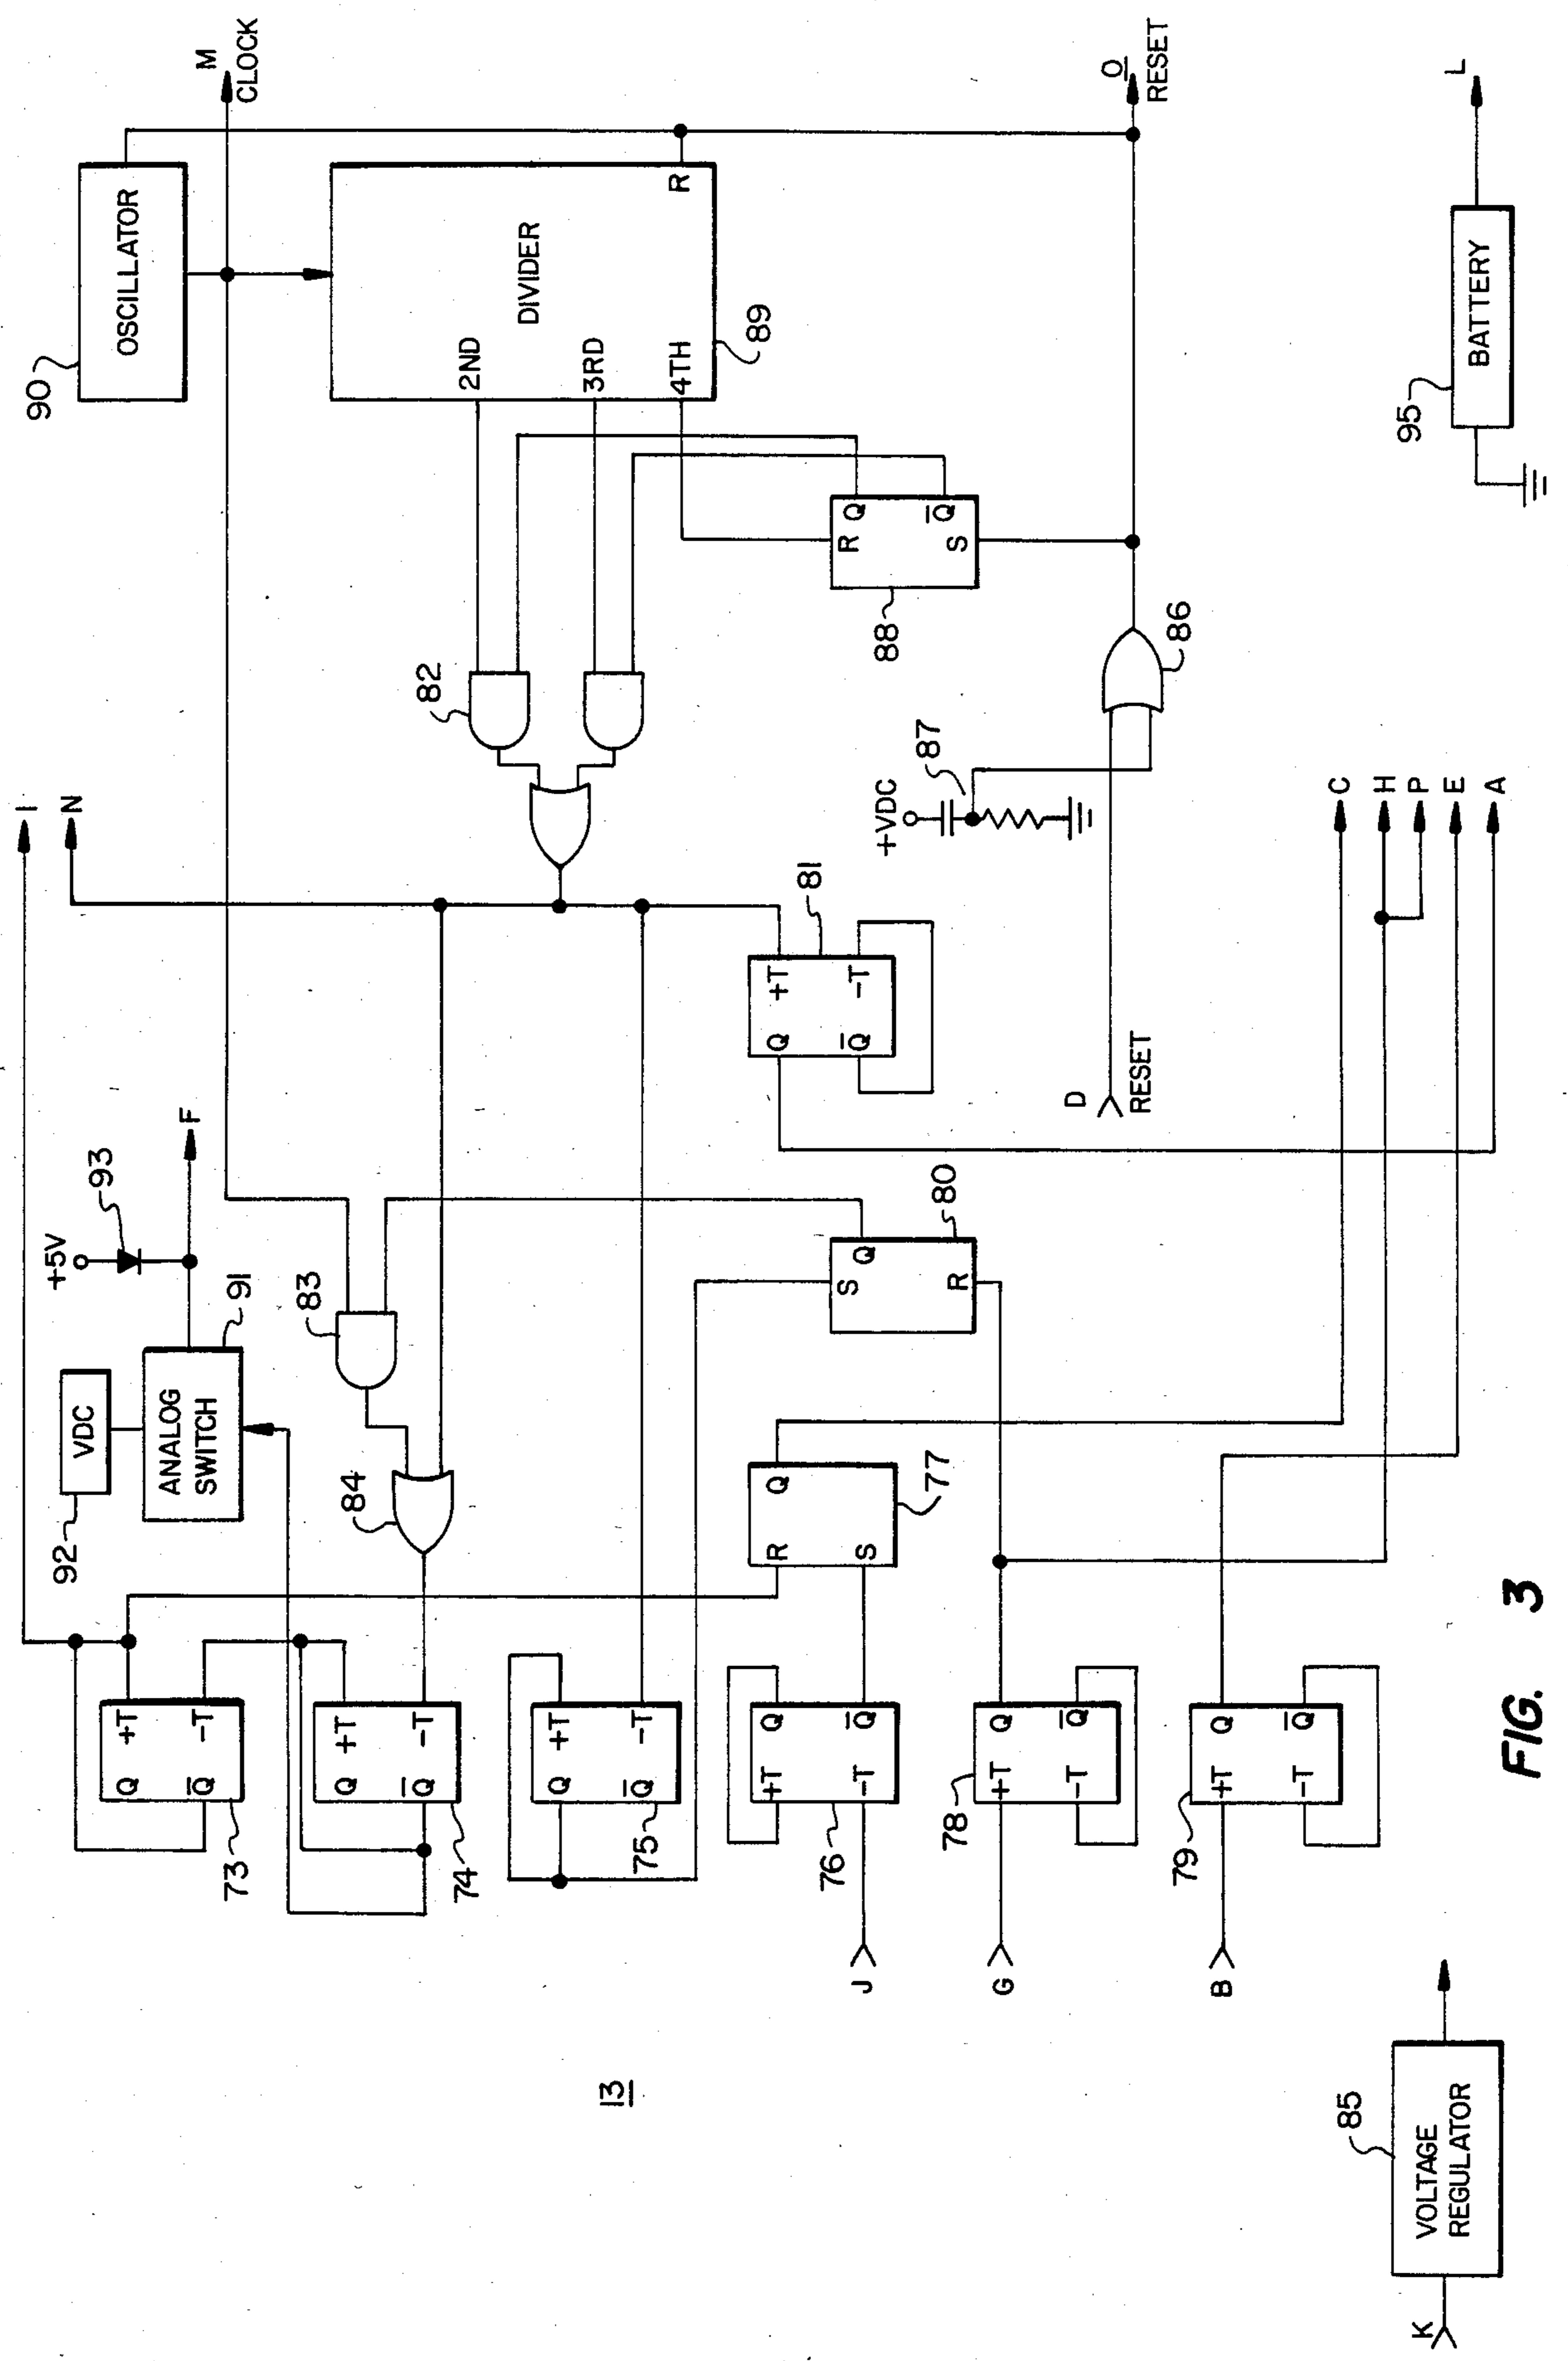 90
OSCILLATOR
M
CLOCK
2ND
3RD
4TH
DIVIDER
R
89
O
RESET
95
BATTERY
L
82
R
Q
Q̅
S
88
86
+VDC
87
I
N
81
+T
-T
Q
Q̅
D
RESET
C
H
P
E
A
F
93
+5V
91
92
VDC
ANALOG
SWITCH
83
84
80
S
Q
R
77
Q
R
S
73
Q
+T
Q̅
-T
74
Q
+T
Q̅
-T
75
Q
+T
Q̅
-T
76
+T
Q
-T
Q̅
J
78
+T
Q
-T
Q̅
G
79
+T
Q
-T
Q̅
B
13
85
VOLTAGE
REGULATOR
K
FIG. 3